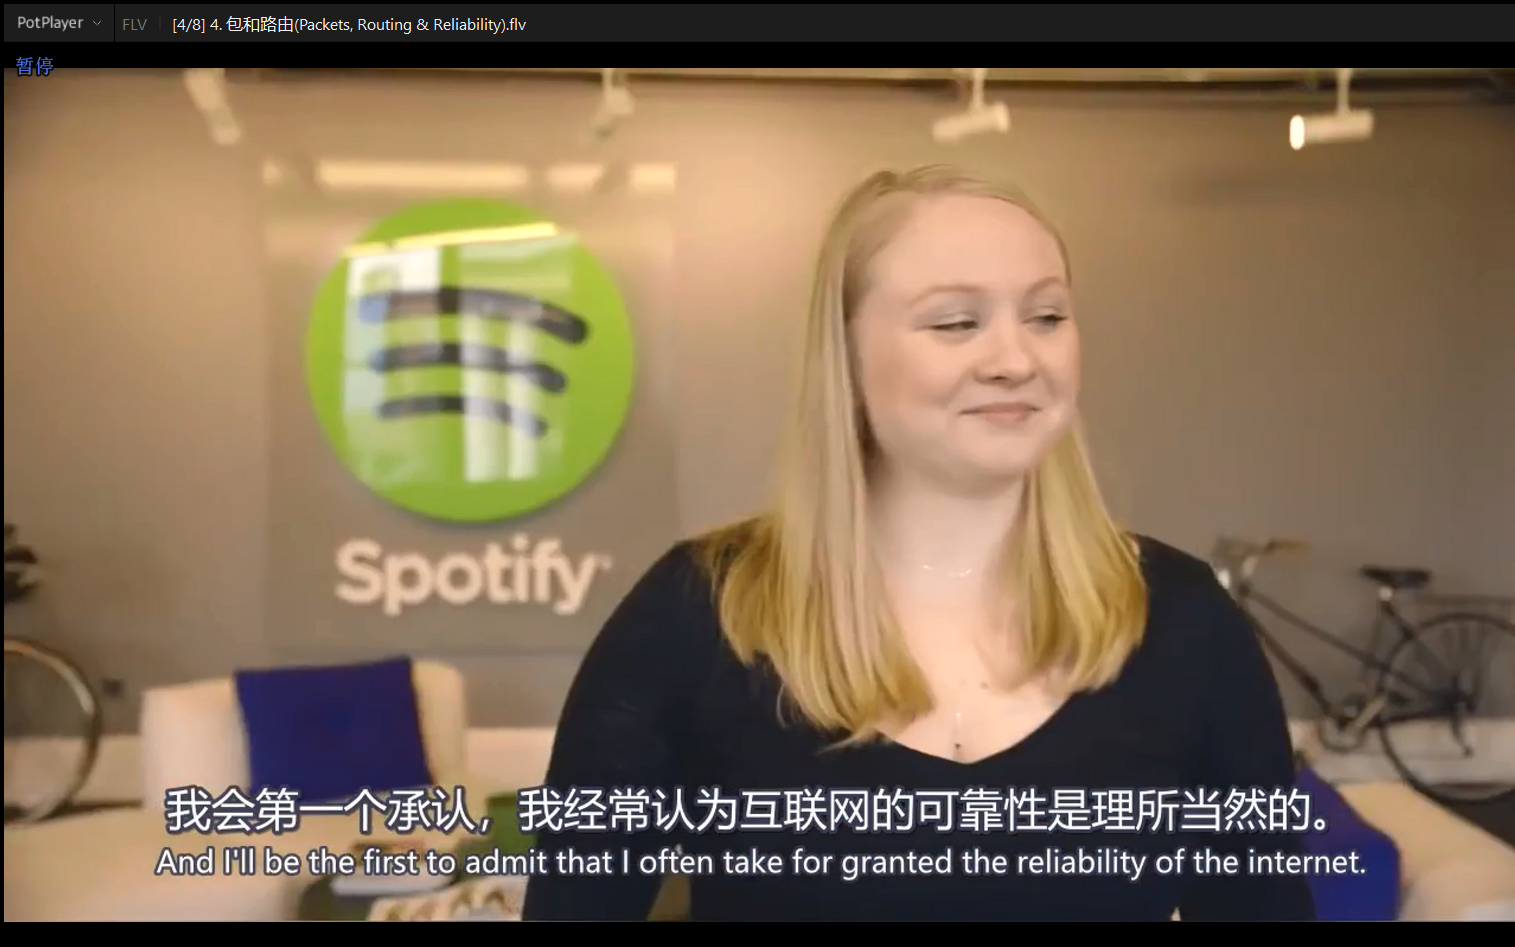 PotPlayer
FLV
[4/8] 4. 包和路由(Packets, Routing & Reliability).flv
暂停
Spotify
我会第一个承认，我经常认为互联网的可靠性是理所当然的。
And I'll be the first to admit that I often take for granted the reliability of the internet.